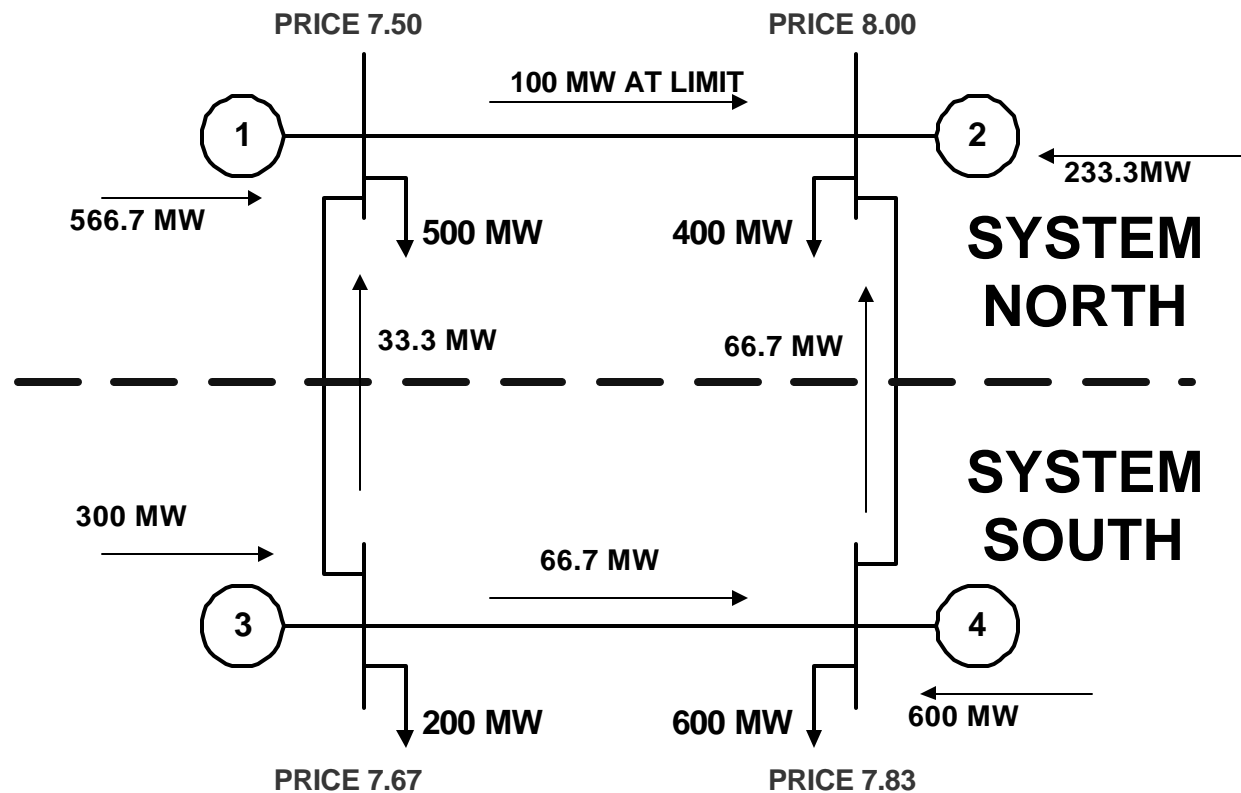 PRICE 7.50
PRICE 8.00
100 MW AT LIMIT
1
2
233.3MW
566.7 MW
500 MW
400 MW
SYSTEM
NORTH
33.3 MW
66.7 MW
SYSTEM
SOUTH
300 MW
66.7 MW
3
4
200 MW
600 MW
600 MW
PRICE 7.67
PRICE 7.83